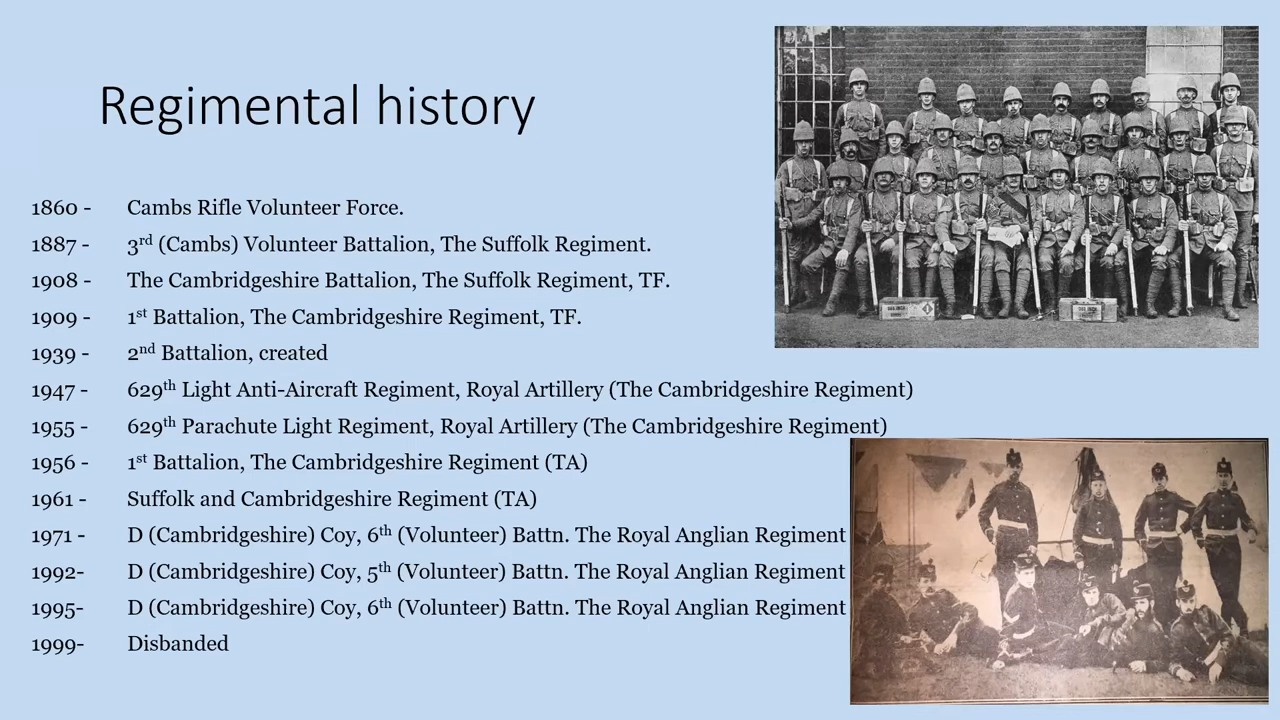 Regimental history
1860 - Cambs Rifle Volunteer Force.
1887 - 3rd (Cambs) Volunteer Battalion, The Suffolk Regiment.
1908 - The Cambridgeshire Battalion, The Suffolk Regiment, TF.
1909 - 1st Battalion, The Cambridgeshire Regiment, TF.
1939 - 2nd Battalion, created
1947 - 629th Light Anti-Aircraft Regiment, Royal Artillery (The Cambridgeshire Regiment)
1955 - 629th Parachute Light Regiment, Royal Artillery (The Cambridgeshire Regiment)
1956 - 1st Battalion, The Cambridgeshire Regiment (TA)
1961 - Suffolk and Cambridgeshire Regiment (TA)
1971 - D (Cambridgeshire) Coy, 6th (Volunteer) Battn. The Royal Anglian Regiment
1992- D (Cambridgeshire) Coy, 5th (Volunteer) Battn. The Royal Anglian Regiment
1995- D (Cambridgeshire) Coy, 6th (Volunteer) Battn. The Royal Anglian Regiment
1999- Disbanded